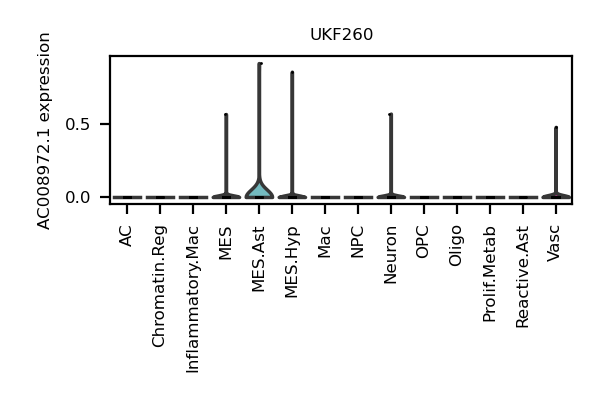 UKF260
AC008972.1 expression
0.5
0.0
AC
Chromatin.Reg
Inflammatory.Mac
MES
MES.Ast
MES.Hyp
Mac
NPC
Neuron
OPC
Oligo
Prolif.Metab
Reactive.Ast
Vasc